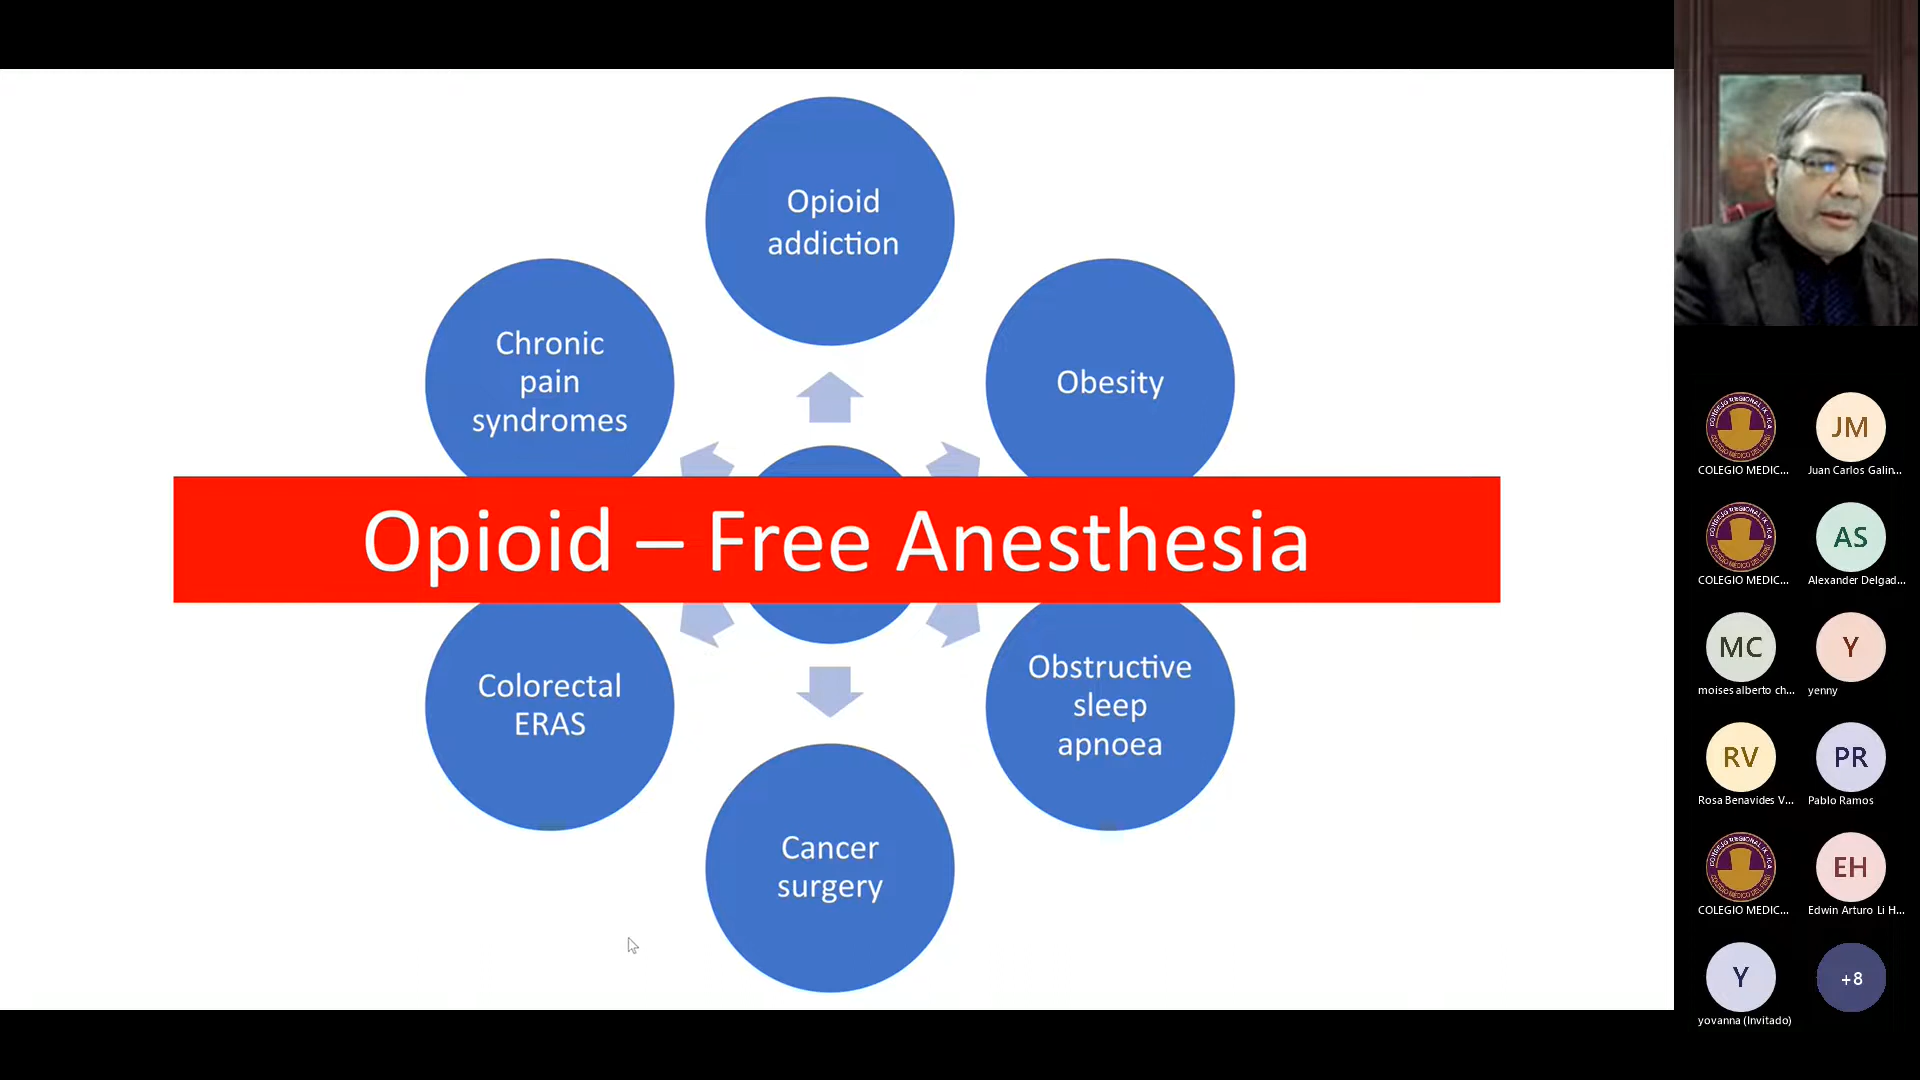 Opioid
addiction
Chronic
pain
syndromes
Obesity
Opioid – Free Anesthesia
Colorectal
ERAS
Obstructive
sleep
apnoea
Cancer
surgery
COLEGIO MEDIC...
JM
Juan Carlos Galin...
COLEGIO MEDIC...
AS
Alexander Delgad...
MC
moises alberto ch...
Y
yenny
RV
Rosa Benavides V...
PR
Pablo Ramos
COLEGIO MEDIC...
EH
Edwin Arturo Li H...
Y
yovanna (Invitado)
+8